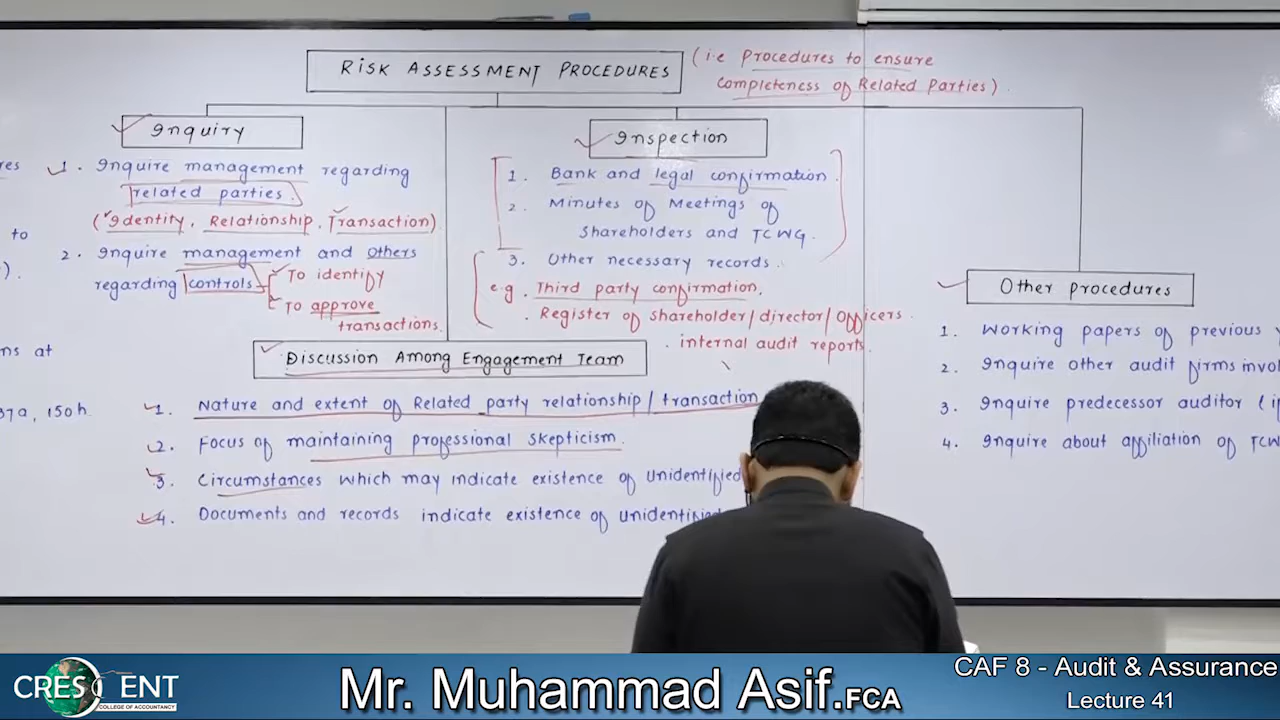 RISK ASSESSMENT PROCEDURES
(i.e Procedures to ensure
completeness of Related Parties)
Inquiry
1. Inquire management regarding
related parties.
(Identity, Relationship, Transaction)
2. Inquire management and others
regarding controls
To identify
To approve
transactions.
Inspection
1. Bank and legal confirmation.
2. Minutes of Meetings of
Shareholders and TCWG.
3. Other necessary records.
e.g. Third party confirmation.
. Register of shareholder/director/officers.
. internal audit reports.
Discussion Among Engagement Team
1. Nature and extent of Related party relationship/transaction
2. Focus of maintaining professional skepticism.
3. Circumstances which may indicate existence of unidentified
4. Documents and records indicate existence of unidentified
Other procedures
1. Working papers of previous
2. Inquire other audit firms invol
3. Inquire predecessor auditor (i
4. Inquire about affiliation of TCW
res
to
).
ns at
37a, 150h.
CRESCENT
COLLEGE OF ACCOUNTANCY
Mr. Muhammad Asif.FCA
CAF 8 - Audit & Assurance
Lecture 41